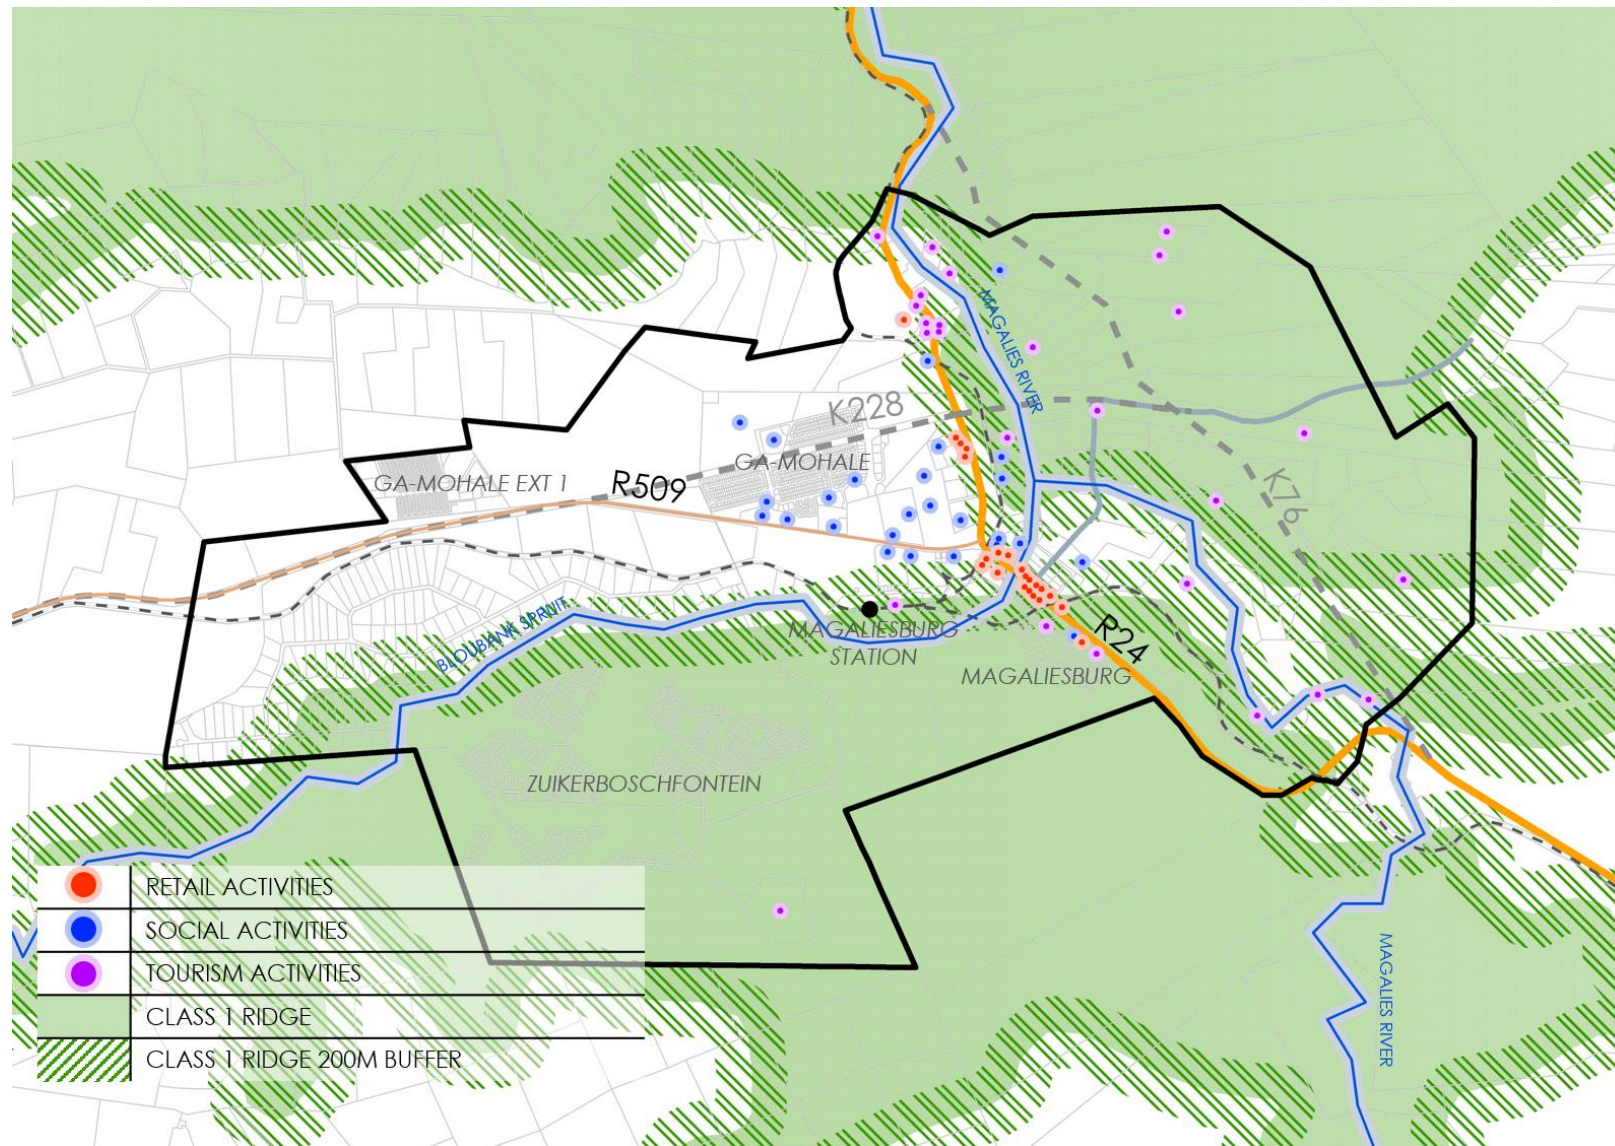 MAGALIES RIVER
K228
GA-MOHALE
GA-MOHALE EXT 1
R509
K76
BLOUBANK SPRUIT
MAGALIESBURG
STATION
R24
MAGALIESBURG
ZUIKERBOSCHFONTEIN
RETAIL ACTIVITIES
SOCIAL ACTIVITIES
TOURISM ACTIVITIES
CLASS 1 RIDGE
CLASS 1 RIDGE 200M BUFFER
MAGALIES RIVER